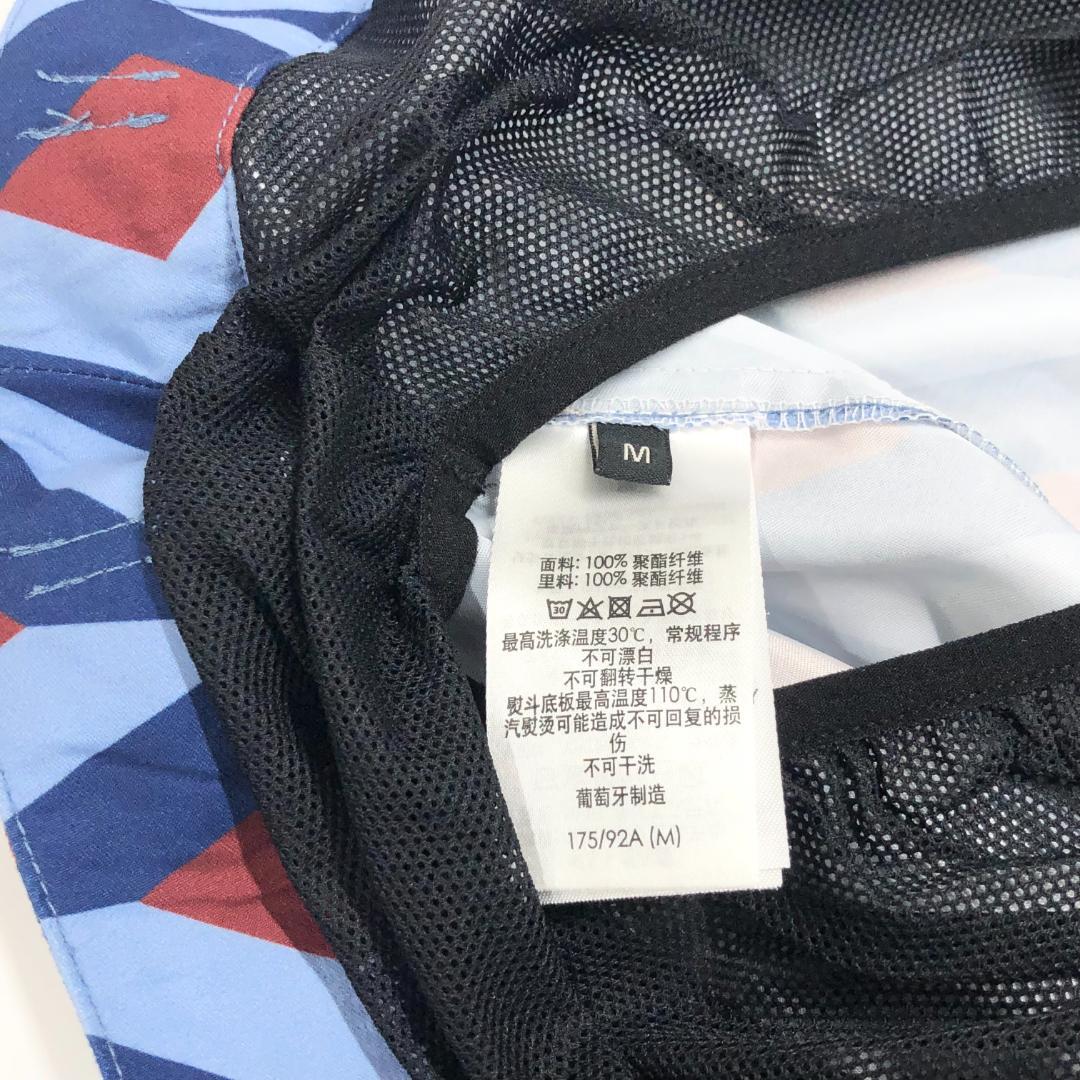 M
面料: 100% 聚酯纤维
里料: 100% 聚酯纤维
30
最高洗涤温度30℃，常规程序
不可漂白
不可翻转干燥
熨斗底板最高温度110℃，蒸
汽熨烫可能造成不可回复的损
伤
不可干洗
葡萄牙制造
175/92A (M)